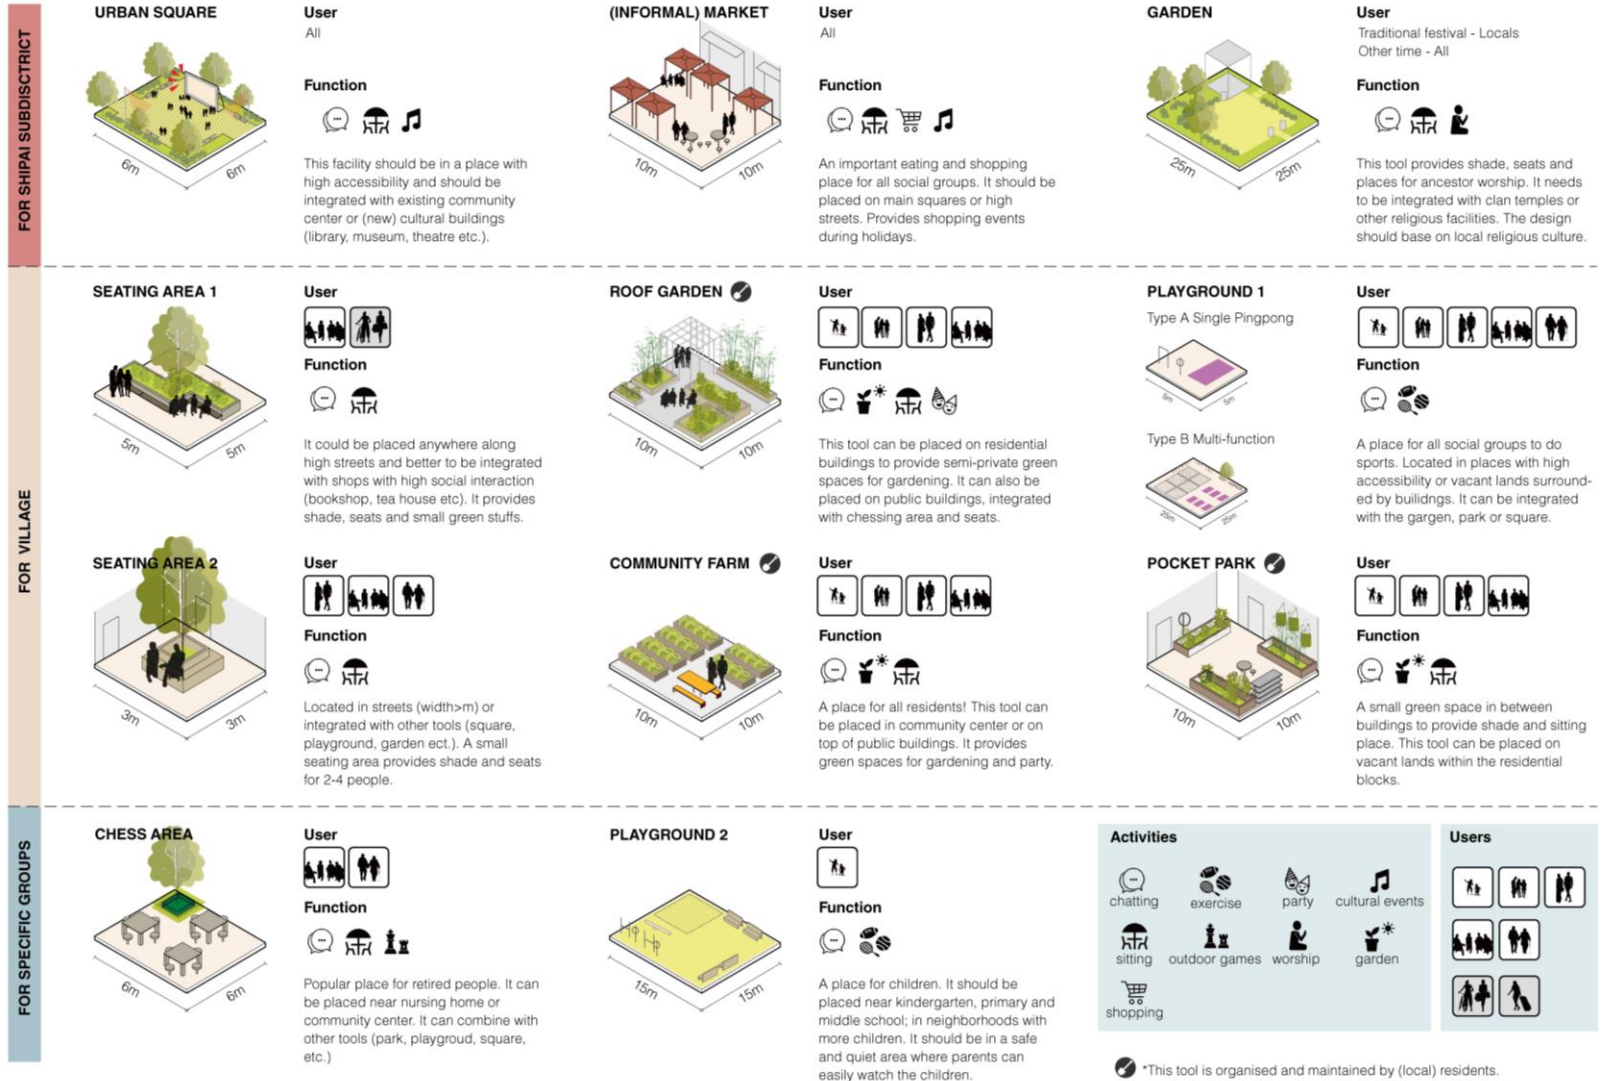 FOR SHIPAI SUBDISCTRICT
URBAN SQUARE
6m
6m
User
All
Function
This facility should be in a place with
high accessibility and should be
integrated with existing community
center or (new) cultural buildings
(library, museum, theatre etc.).
(INFORMAL) MARKET
10m
10m
User
All
Function
An important eating and shopping
place for all social groups. It should be
placed on main squares or high
streets. Provides shopping events
during holidays.
GARDEN
25m
25m
User
Traditional festival - Locals
Other time - All
Function
This tool provides shade, seats and
places for ancestor worship. It needs
to be integrated with clan temples or
other religious facilities. The design
should base on local religious culture.
FOR VILLAGE
SEATING AREA 1
5m
5m
User
Function
It could be placed anywhere along
high streets and better to be integrated
with shops with high social interaction
(bookshop, tea house etc). It provides
shade, seats and small green stuffs.
ROOF GARDEN
10m
10m
User
Function
This tool can be placed on residential
buildings to provide semi-private green
spaces for gardening. It can also be
placed on public buildings, integrated
with chessing area and seats.
PLAYGROUND 1
Type A Single Pingpong
5m
5m
Type B Multi-function
25m
25m
User
Function
A place for all social groups to do
sports. Located in places with high
accessibility or vacant lands surround-
ed by builidngs. It can be integrated
with the gargen, park or square.
SEATING AREA 2
3m
3m
User
Function
Located in streets (width>m) or
integrated with other tools (square,
playground, garden ect.). A small
seating area provides shade and seats
for 2-4 people.
COMMUNITY FARM
10m
10m
User
Function
A place for all residents! This tool can
be placed in community center or on
top of public buildings. It provides
green spaces for gardening and party.
POCKET PARK
10m
10m
User
Function
A small green space in between
buildings to provide shade and sitting
place. This tool can be placed on
vacant lands within the residential
blocks.
FOR SPECIFIC GROUPS
CHESS AREA
6m
6m
User
Function
Popular place for retired people. It can
be placed near nursing home or
community center. It can combine with
other tools (park, playgroud, square,
etc.)
PLAYGROUND 2
15m
15m
User
Function
A place for children. It should be
placed near kindergarten, primary and
middle school; in neighborhoods with
more children. It should be in a safe
and quiet area where parents can
easily watch the children.
Activities
chatting
exercise
party
cultural events
sitting
outdoor games
worship
garden
shopping
Users
*This tool is organised and maintained by (local) residents.